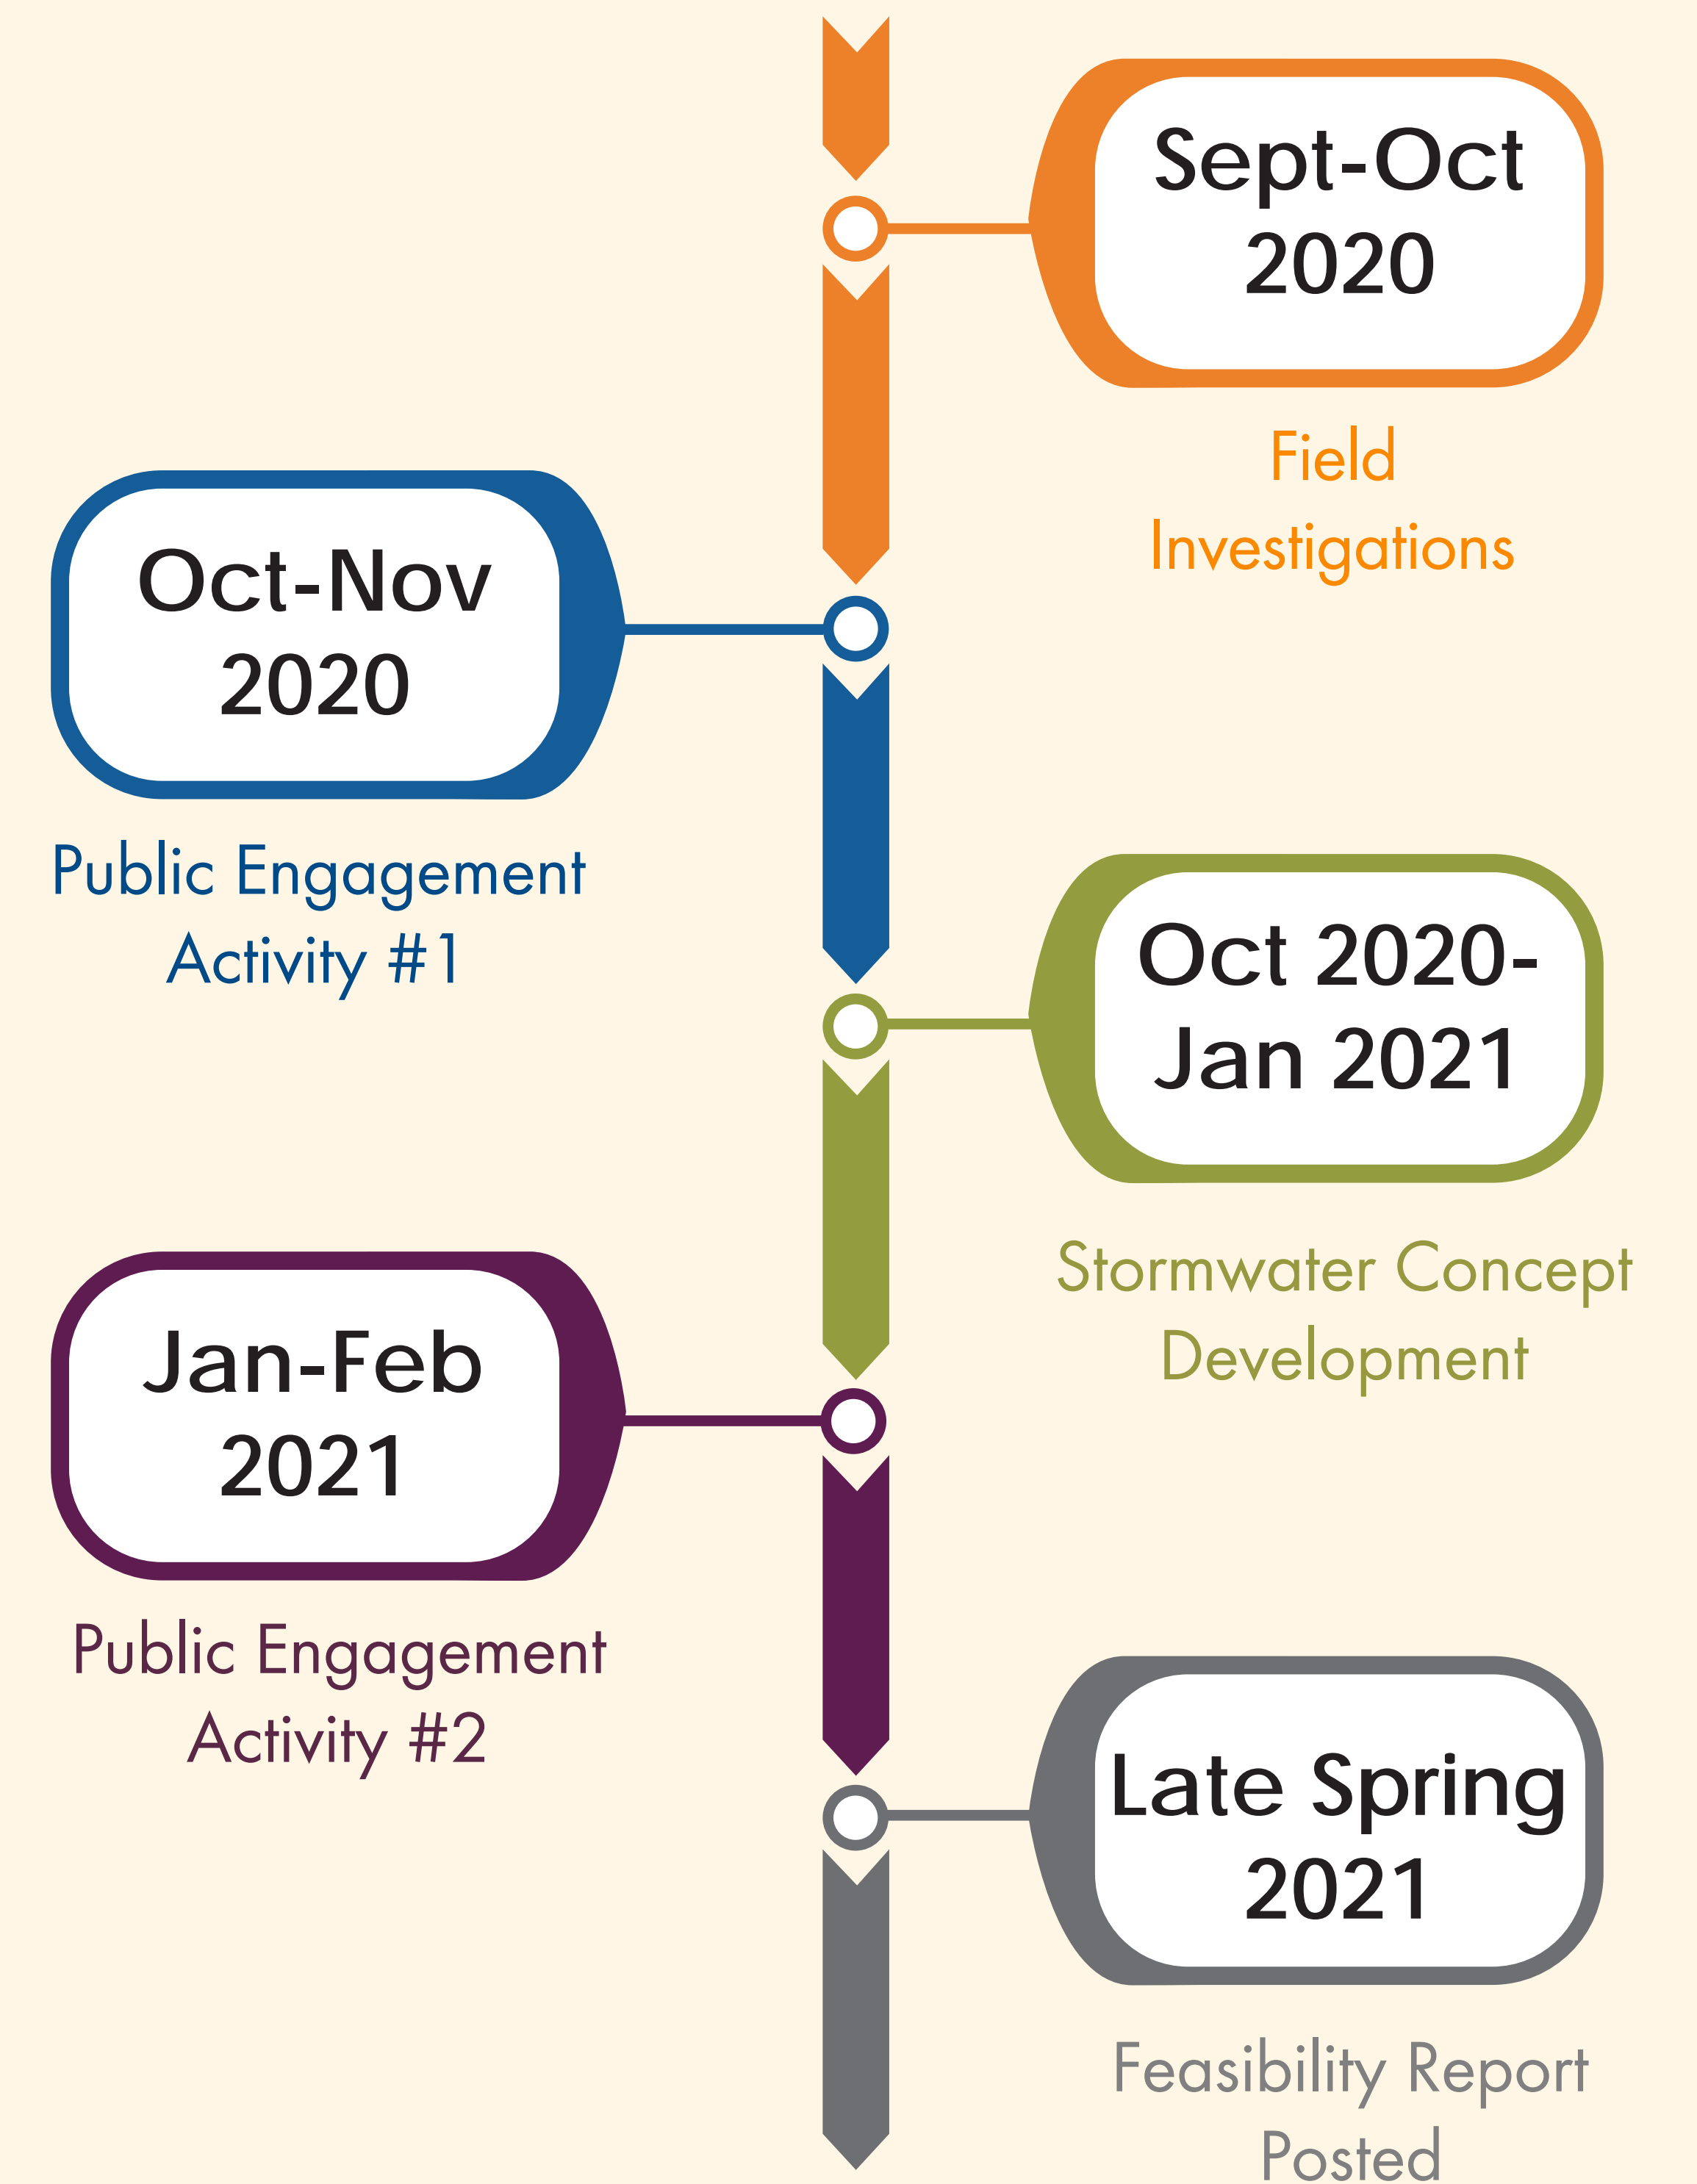 Sept-Oct
2020
Field
Investigations
Oct-Nov
2020
Public Engagement
Activity #1
Oct 2020-
Jan 2021
Stormwater Concept
Development
Jan-Feb
2021
Public Engagement
Activity #2
Late Spring
2021
Feasibility Report
Posted